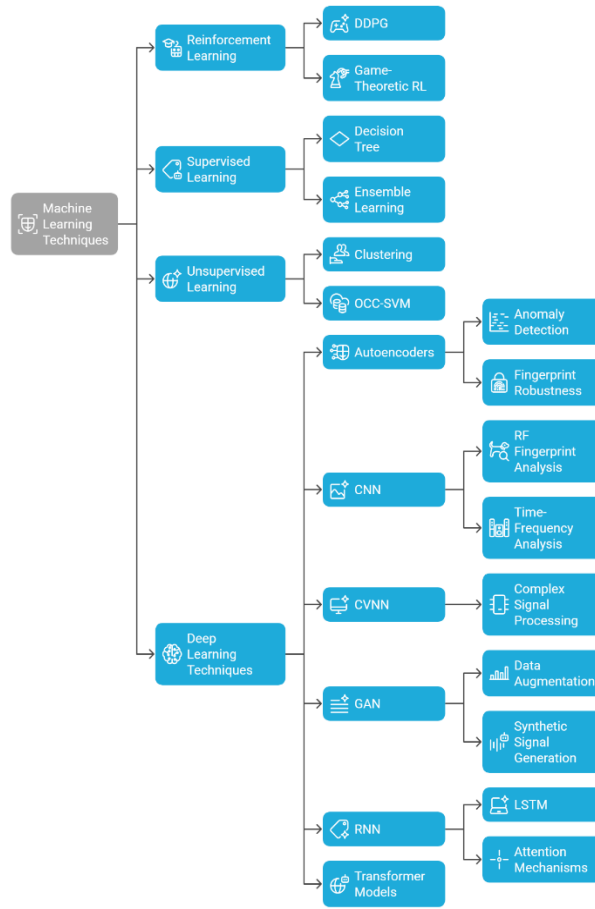 Machine
Learning
Techniques
Reinforcement
Learning
DDPG
Game-
Theoretic RL
Supervised
Learning
Decision
Tree
Ensemble
Learning
Unsupervised
Learning
Clustering
OCC-SVM
Deep
Learning
Techniques
Autoencoders
Anomaly
Detection
Fingerprint
Robustness
CNN
RF
Fingerprint
Analysis
Time-
Frequency
Analysis
CVNN
Complex
Signal
Processing
GAN
Data
Augmentation
Synthetic
Signal
Generation
RNN
LSTM
Attention
Mechanisms
Transformer
Models